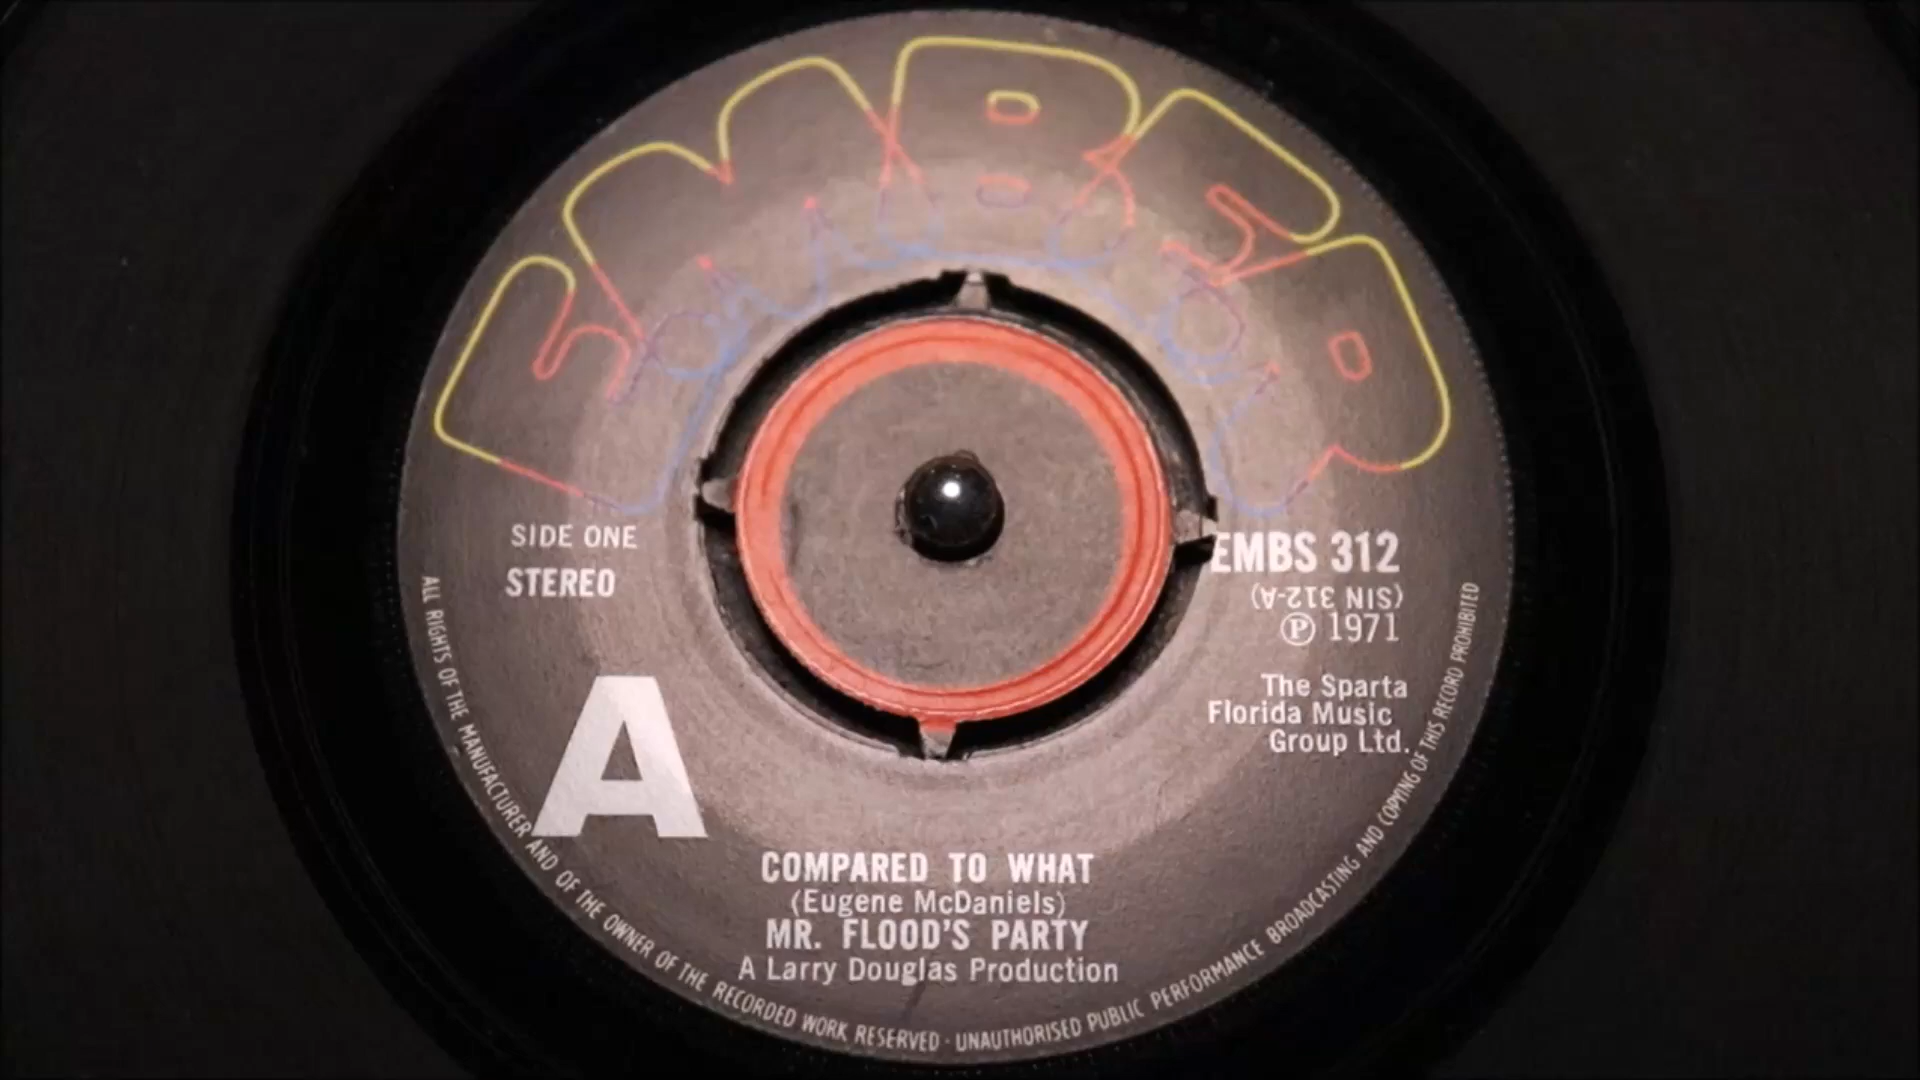 EMBER
SIDE ONE
STEREO
EMBS 312
(SIN 312-A)
Ⓟ 1971
The Sparta
Florida Music
Group Ltd.
A
COMPARED TO WHAT
(Eugene McDaniels)
MR. FLOOD'S PARTY
A Larry Douglas Production
ALL RIGHTS OF THE MANUFACTURER AND OF THE OWNER OF THE RECORDED WORK RESERVED · UNAUTHORISED PUBLIC PERFORMANCE BROADCASTING AND COPYING OF THIS RECORD PROHIBITED